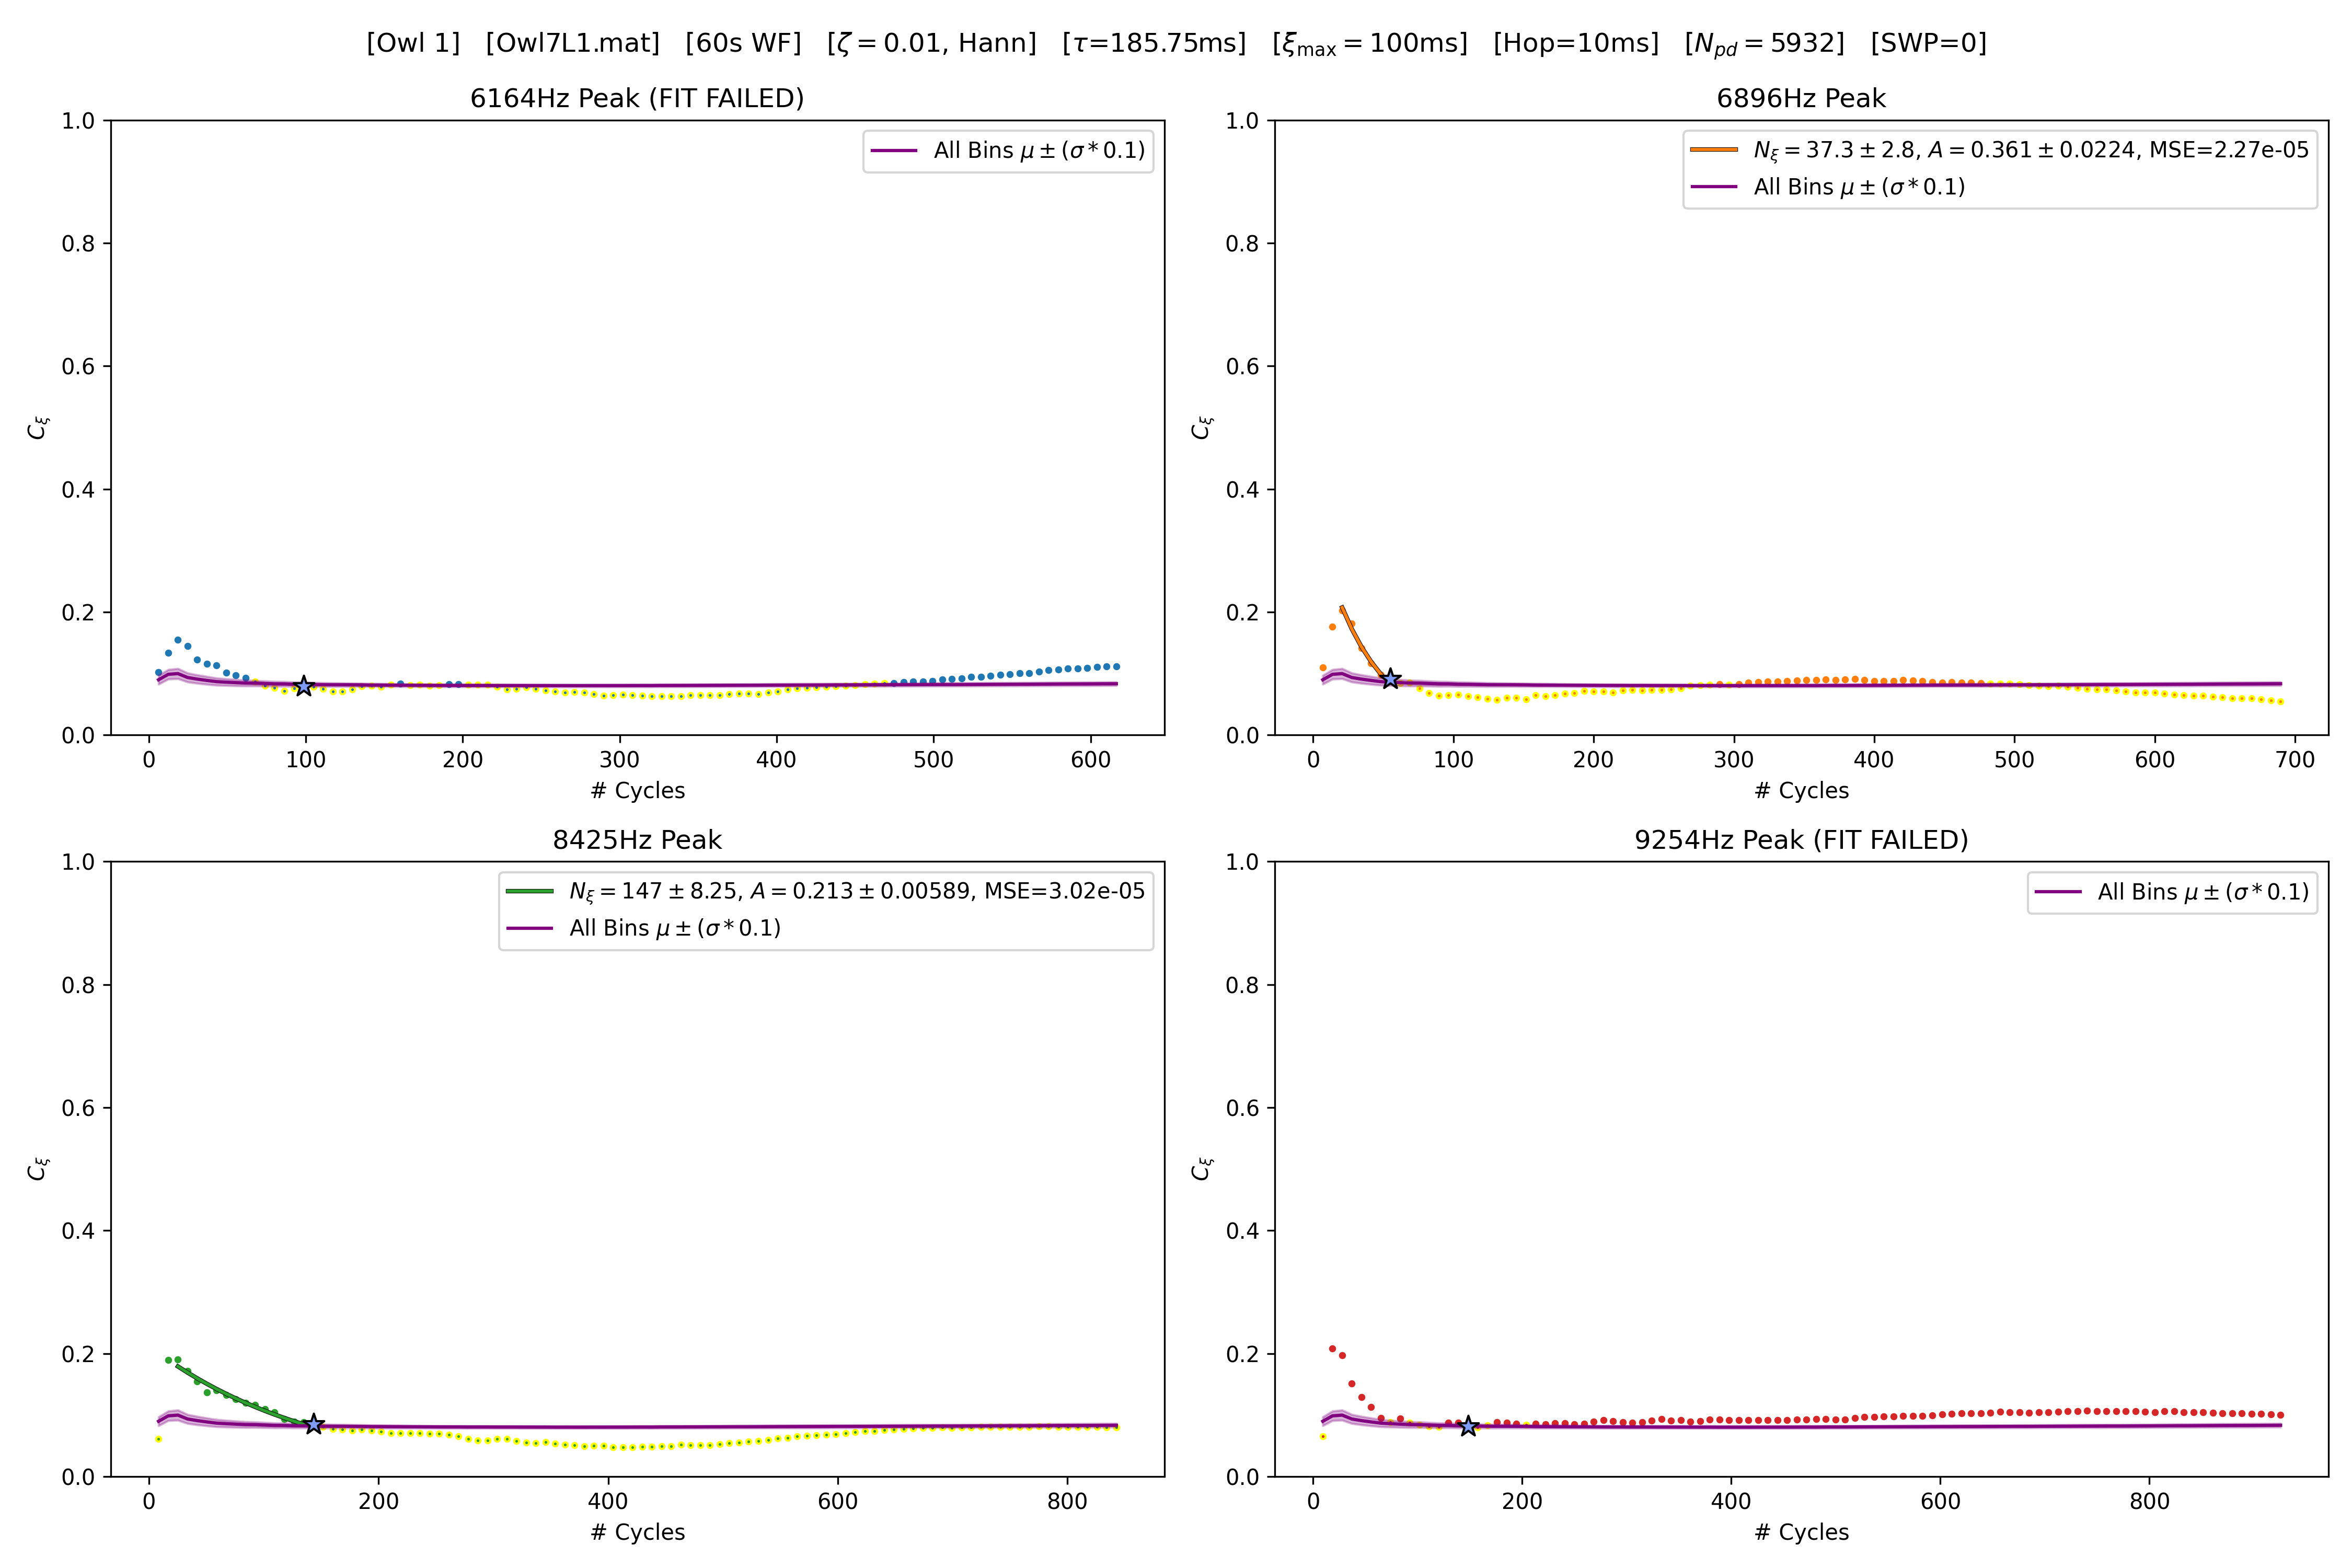 [Owl 1] [Owl7L1.mat] [60s WF] [ζ = 0.01, Hann] [τ=185.75ms] [ξmax = 100ms] [Hop=10ms] [Npd = 5932] [SWP=0]
6164Hz Peak (FIT FAILED)
All Bins μ ± (σ * 0.1)
1.0
0.8
0.6
0.4
0.2
0.0
Cξ
0 100 200 300 400 500 600
# Cycles
6896Hz Peak
Nξ = 37.3 ± 2.8, A = 0.361 ± 0.0224, MSE=2.27e-05
All Bins μ ± (σ * 0.1)
1.0
0.8
0.6
0.4
0.2
0.0
Cξ
0 100 200 300 400 500 600 700
# Cycles
8425Hz Peak
Nξ = 147 ± 8.25, A = 0.213 ± 0.00589, MSE=3.02e-05
All Bins μ ± (σ * 0.1)
1.0
0.8
0.6
0.4
0.2
0.0
Cξ
0 200 400 600 800
# Cycles
9254Hz Peak (FIT FAILED)
All Bins μ ± (σ * 0.1)
1.0
0.8
0.6
0.4
0.2
0.0
Cξ
0 200 400 600 800
# Cycles